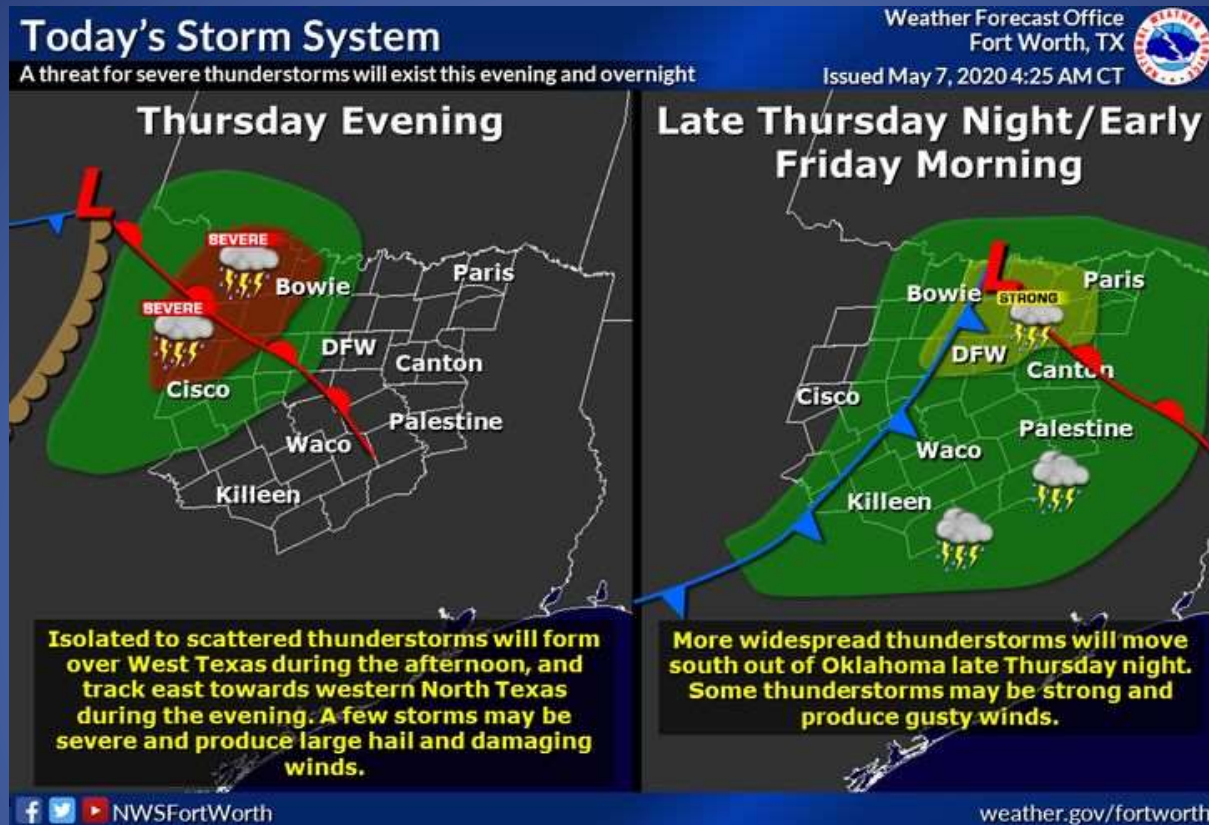 Today's Storm System
A threat for severe thunderstorms will exist this evening and overnight
Weather Forecast Office
Fort Worth, TX
Issued May 7, 2020 4:25 AM CT
NATIONAL WEATHER SERVICE
Thursday Evening
L
SEVERE
Bowie
Paris
SEVERE
DFW
Canton
Cisco
Palestine
Waco
Killeen
Isolated to scattered thunderstorms will form
over West Texas during the afternoon, and
track east towards western North Texas
during the evening. A few storms may be
severe and produce large hail and damaging
winds.
Late Thursday Night/Early
Friday Morning
L
Bowie
Paris
STRONG
DFW
Canton
Cisco
Palestine
Waco
Killeen
More widespread thunderstorms will move
south out of Oklahoma late Thursday night.
Some thunderstorms may be strong and
produce gusty winds.
NWSFortWorth
weather.gov/fortworth